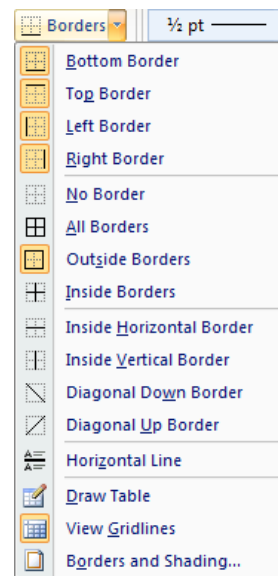 Borders ½ pt
Bottom Border
Top Border
Left Border
Right Border
No Border
All Borders
Outside Borders
Inside Borders
Inside Horizontal Border
Inside Vertical Border
Diagonal Down Border
Diagonal Up Border
Horizontal Line
Draw Table
View Gridlines
Borders and Shading...